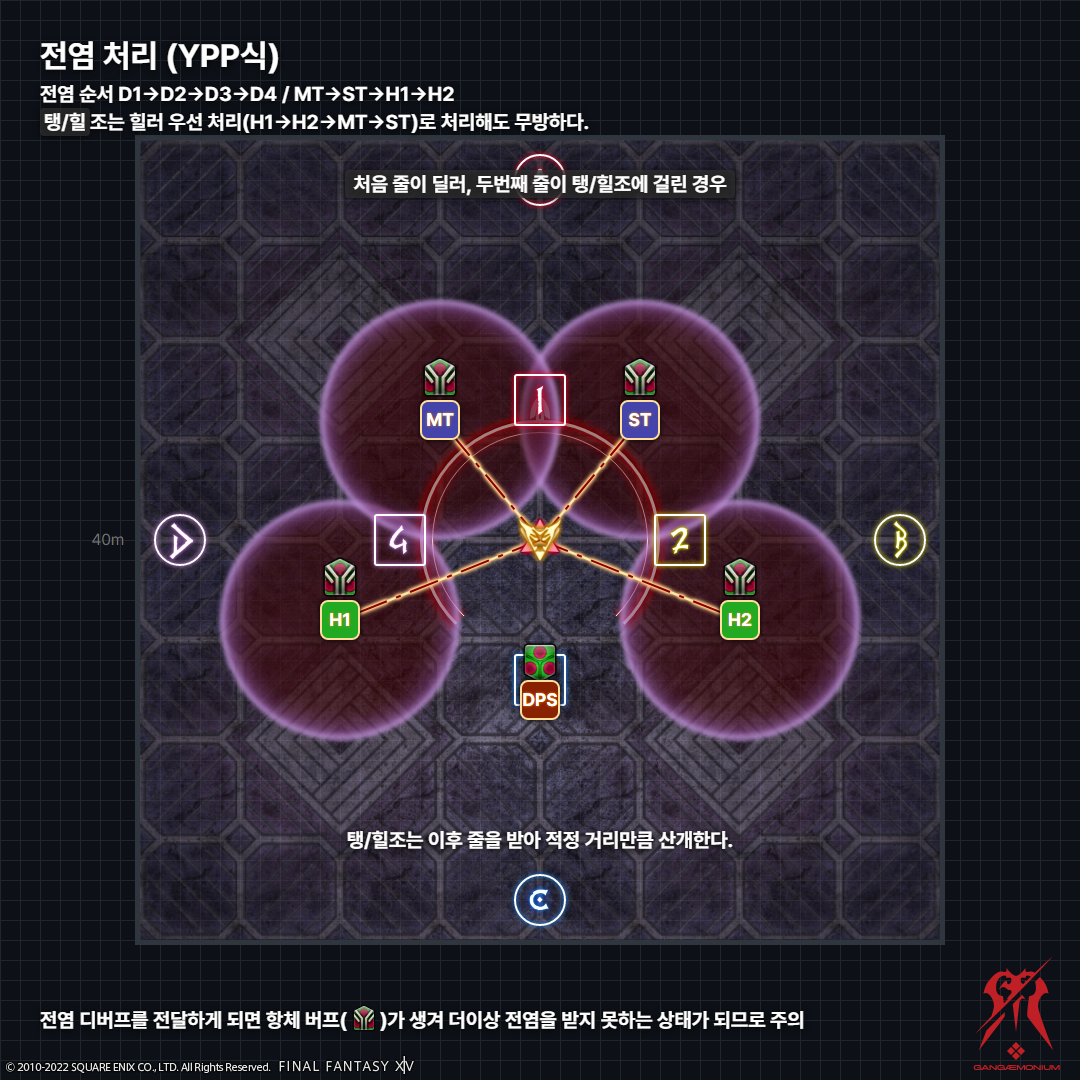 전염 처리 (YPP식)
전염 순서 D1→D2→D3→D4 / MT→ST→H1→H2
탱/힐 조는 힐러 우선 처리(H1→H2→MT→ST)로 처리해도 무방하다.
처음 줄이 딜러, 두번째 줄이 탱/힐조에 걸린 경우
MT
1
ST
40m
D
4
2
B
H1
H2
DPS
탱/힐조는 이후 줄을 받아 적정 거리만큼 산개한다.
C
전염 디버프를 전달하게 되면 항체 버프( )가 생겨 더이상 전염을 받지 못하는 상태가 되므로 주의
© 2010-2022 SQUARE ENIX CO., LTD. All Rights Reserved. FINAL FANTASY XIV
GANGÆMONIUM